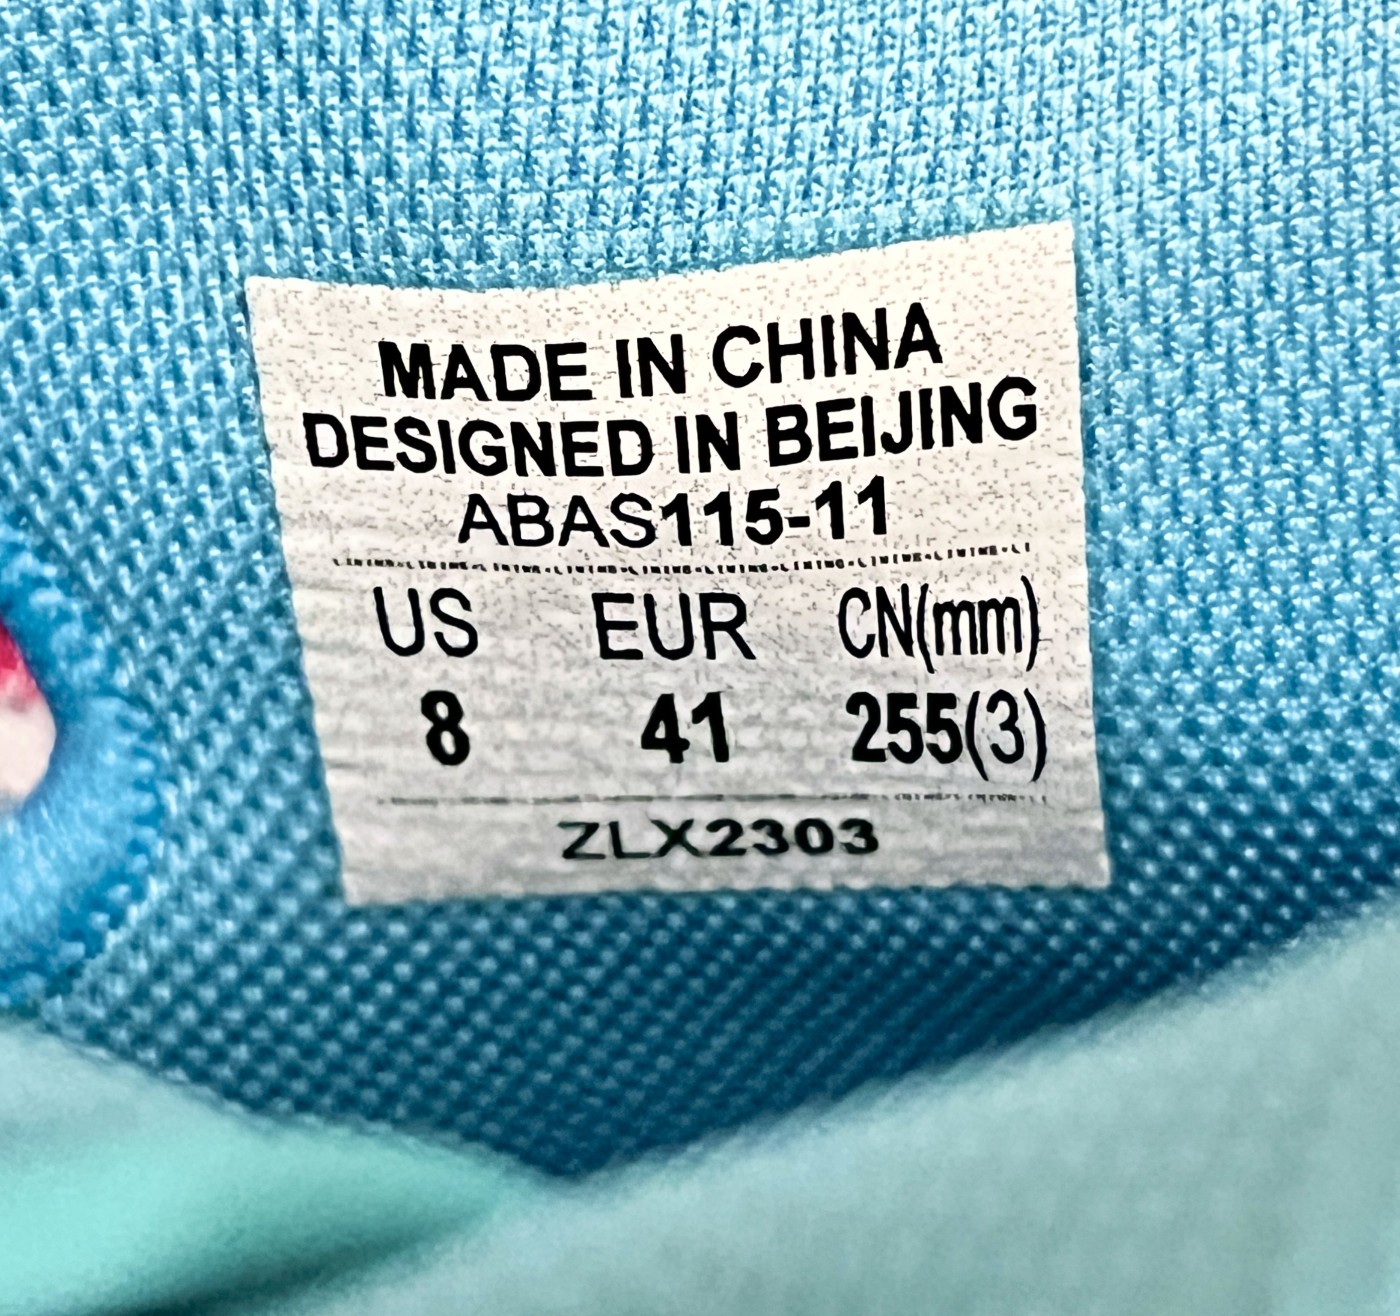 MADE IN CHINA
DESIGNED IN BEIJING
ABAS115-11
US EUR CN(mm)
8 41 255(3)
ZLX2303